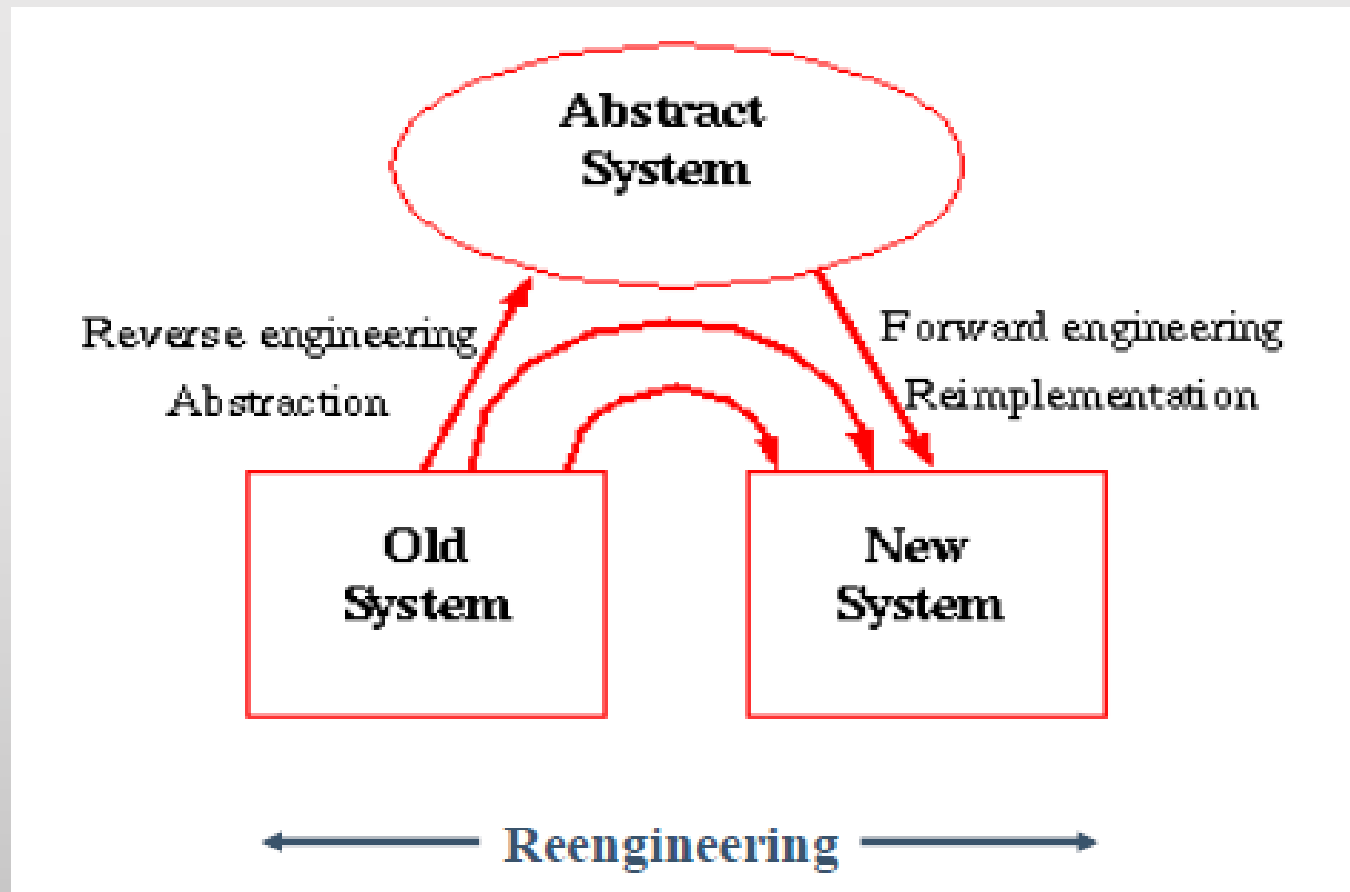 Abstract
System
Reverse engineering
Abstraction
Forward engineering
Reimplementation
Old
System
New
System
Reengineering